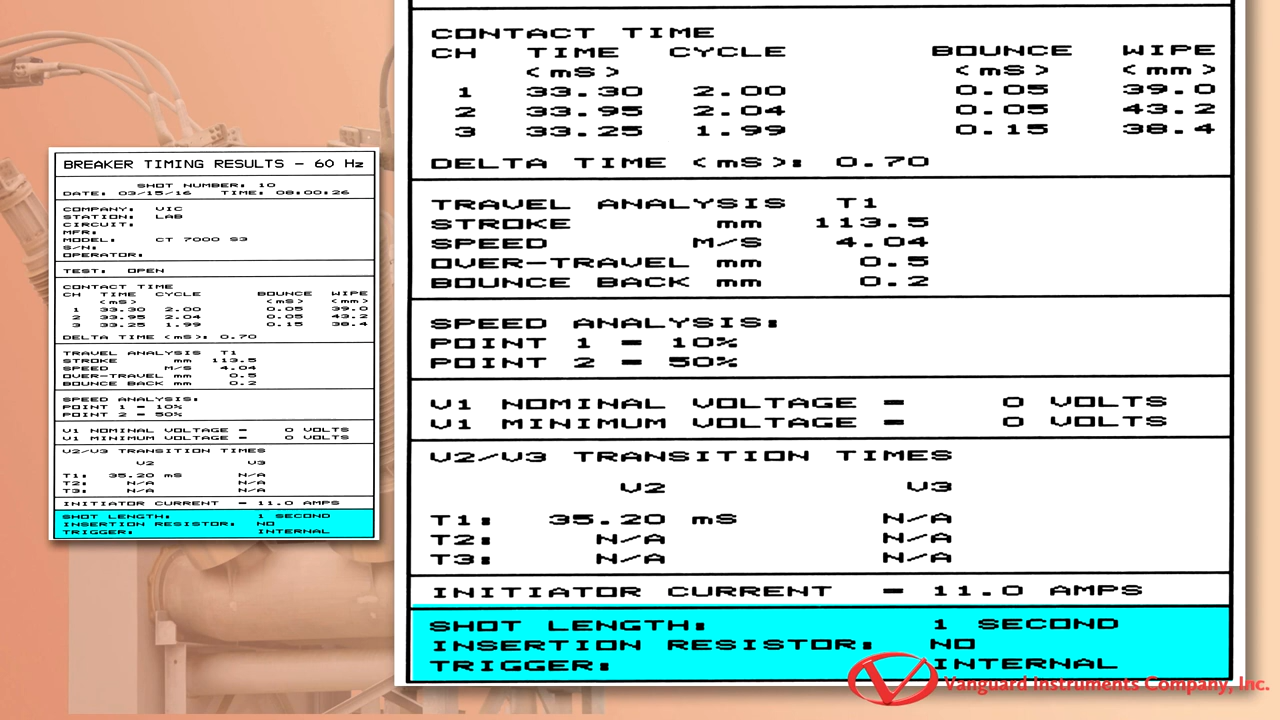 BREAKER TIMING RESULTS - 60 Hz
SHOT NUMBER: 10
DATE: 03/15/16 TIME: 08:00:26
COMPANY: VIC
STATION: LAB
CIRCUIT:
MFR:
MODEL: CT 7000 S3
S/N:
OPERATOR:
TEST: OPEN
CONTACT TIME
CH TIME CYCLE BOUNCE WIPE
<mS> <mS> <mm>
1 33.30 2.00 0.05 39.0
2 33.95 2.04 0.05 43.2
3 33.25 1.99 0.15 38.4
DELTA TIME <mS>: 0.70
TRAVEL ANALYSIS T1
STROKE mm 113.5
SPEED M/S 4.04
OVER-TRAVEL mm 0.5
BOUNCE BACK mm 0.2
SPEED ANALYSIS:
POINT 1 = 10%
POINT 2 = 50%
V1 NOMINAL VOLTAGE = 0 VOLTS
V1 MINIMUM VOLTAGE = 0 VOLTS
V2/V3 TRANSITION TIMES
V2 V3
T1: 35.20 mS N/A
T2: N/A N/A
T3: N/A N/A
INITIATOR CURRENT = 11.0 AMPS
SHOT LENGTH: 1 SECOND
INSERTION RESISTOR: NO
TRIGGER: INTERNAL
CONTACT TIME
CH TIME CYCLE BOUNCE WIPE
<mS> <mS> <mm>
1 33.30 2.00 0.05 39.0
2 33.95 2.04 0.05 43.2
3 33.25 1.99 0.15 38.4
DELTA TIME <mS>: 0.70
TRAVEL ANALYSIS T1
STROKE mm 113.5
SPEED M/S 4.04
OVER-TRAVEL mm 0.5
BOUNCE BACK mm 0.2
SPEED ANALYSIS:
POINT 1 = 10%
POINT 2 = 50%
V1 NOMINAL VOLTAGE = 0 VOLTS
V1 MINIMUM VOLTAGE = 0 VOLTS
V2/V3 TRANSITION TIMES
V2 V3
T1: 35.20 mS N/A
T2: N/A N/A
T3: N/A N/A
INITIATOR CURRENT = 11.0 AMPS
SHOT LENGTH: 1 SECOND
INSERTION RESISTOR: NO
TRIGGER: INTERNAL
Vanguard Instruments Company, Inc.